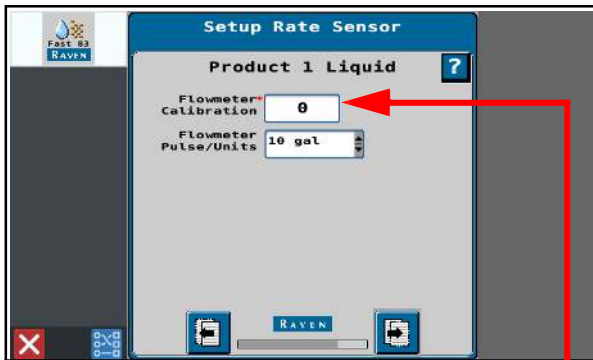 Setup Rate Sensor
Fast 83
RAVEN
Product 1 Liquid
?
Flowmeter*
Calibration
0
Flowmeter
Pulse/Units
10 gal
RAVEN